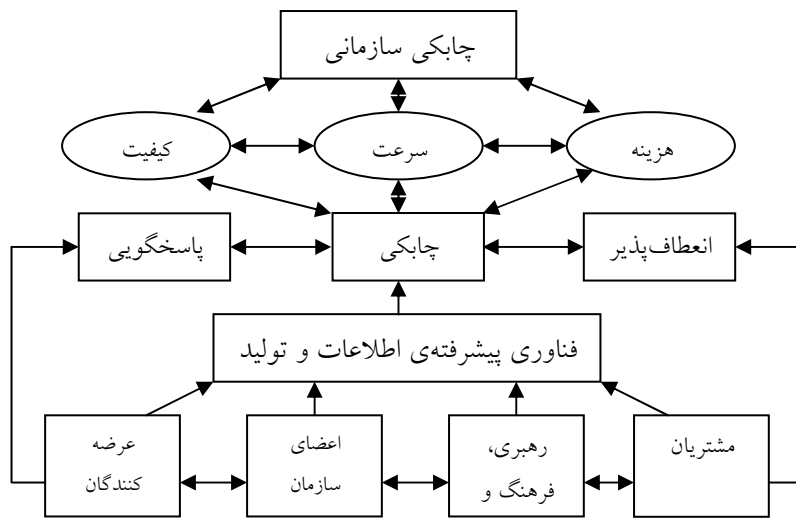 چابکی سازمانی
هزینه
سرعت
کیفیت
انعطاف‌پذیر
چابکی
پاسخگویی
فناوری پیشرفته‌ی اطلاعات و تولید
مشتریان
رهبری،
فرهنگ و
اعضای
سازمان
عرضه
کنندگان